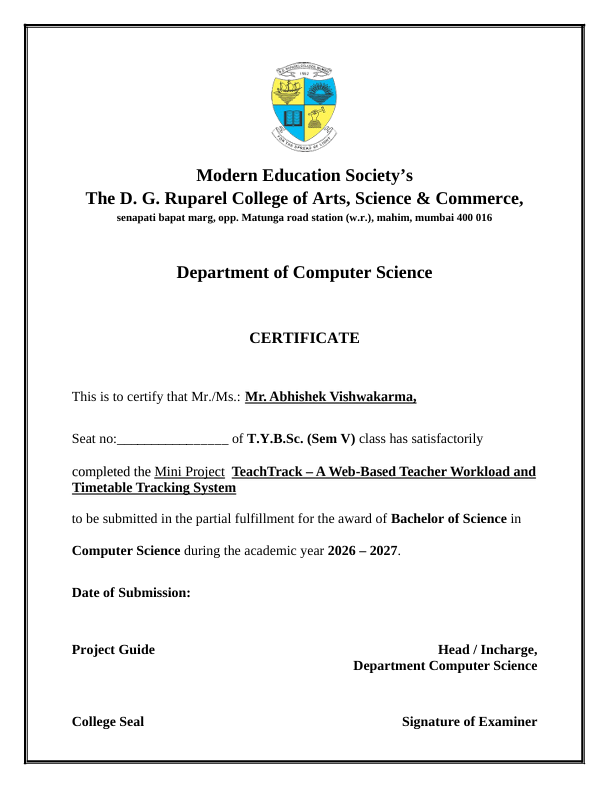 1952
FOR THE SPREAD OF LIGHT
Modern Education Society’s
The D. G. Ruparel College of Arts, Science & Commerce,
senapati bapat marg, opp. Matunga road station (w.r.), mahim, mumbai 400 016
Department of Computer Science
CERTIFICATE
This is to certify that Mr./Ms.: Mr. Abhishek Vishwakarma,
Seat no:________________ of T.Y.B.Sc. (Sem V) class has satisfactorily
completed the Mini Project TeachTrack – A Web-Based Teacher Workload and
Timetable Tracking System
to be submitted in the partial fulfillment for the award of Bachelor of Science in
Computer Science during the academic year 2026 – 2027.
Date of Submission:
Project Guide
Head / Incharge,
Department Computer Science
College Seal
Signature of Examiner